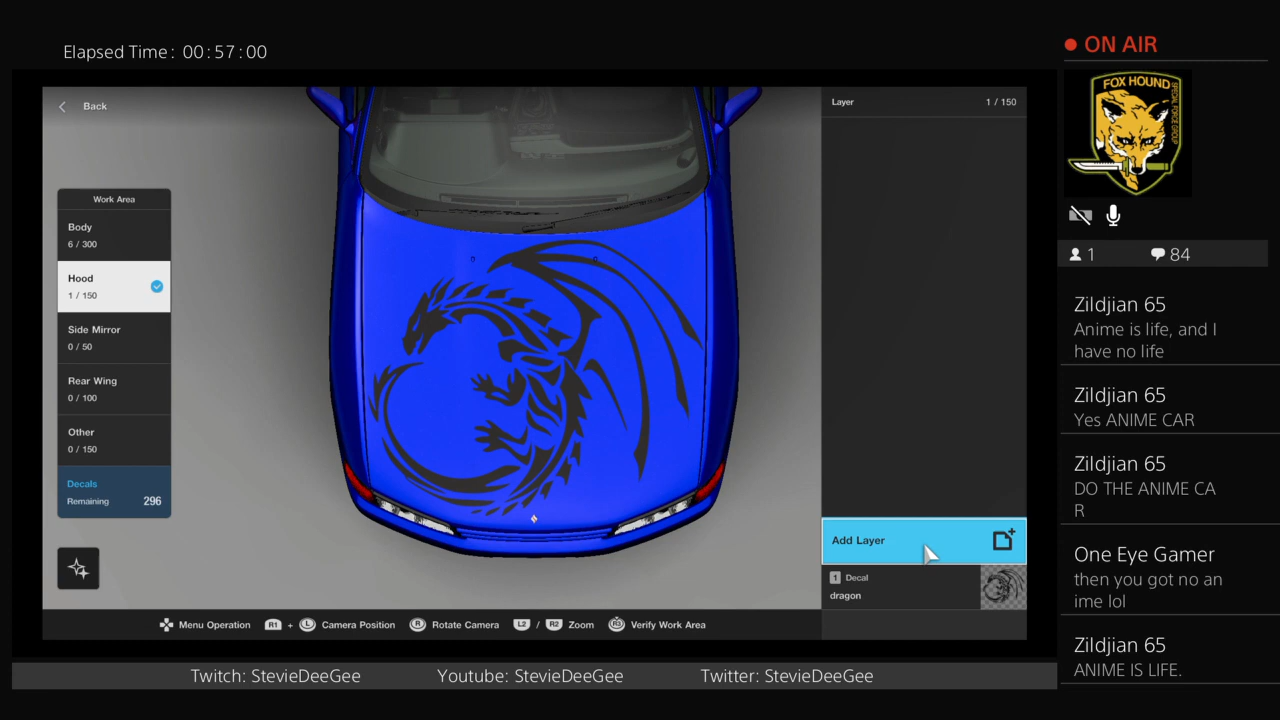 Elapsed Time: 00:57:00
ON AIR
FOX HOUND
SPECIAL FORCE GROUP
Back
Layer 1 / 150
Work Area
Body
6 / 300
Hood
1 / 150
Side Mirror
0 / 50
Rear Wing
0 / 100
Other
0 / 150
Decals
Remaining 296
Add Layer
1 Decal
dragon
Menu Operation R1 + L Camera Position R Rotate Camera L2 / R2 Zoom R3 Verify Work Area
1 84
Zildjian 65
Anime is life, and I
have no life
Zildjian 65
Yes ANIME CAR
Zildjian 65
DO THE ANIME CA
R
One Eye Gamer
then you got no an
ime lol
Zildjian 65
ANIME IS LIFE.
Twitch: StevieDeeGee Youtube: StevieDeeGee Twitter: StevieDeeGee